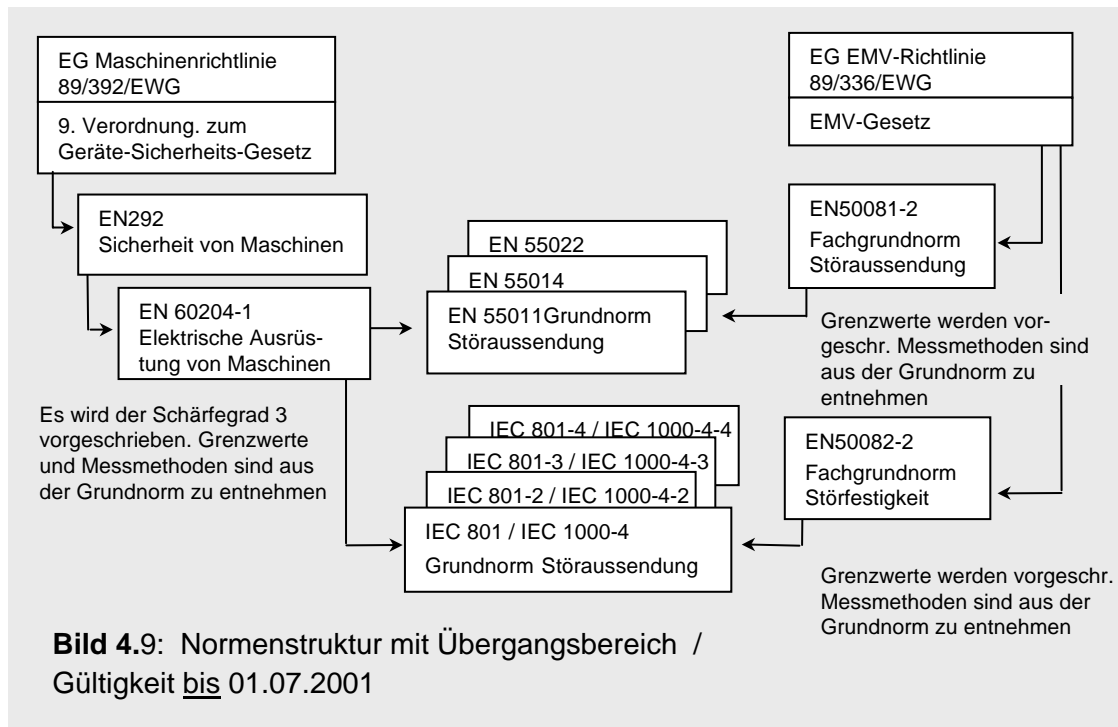 EG Maschinenrichtlinie
89/392/EWG
9. Verordnung. zum
Geräte-Sicherheits-Gesetz
EN292
Sicherheit von Maschinen
EN 60204-1
Elektrische Ausrüs-
tung von Maschinen
Es wird der Schärfegrad 3
vorgeschrieben. Grenzwerte
und Messmethoden sind aus
der Grundnorm zu entnehmen
EN 55022
EN 55014
EN 55011Grundnorm
Störaussendung
IEC 801-4 / IEC 1000-4-4
IEC 801-3 / IEC 1000-4-3
IEC 801-2 / IEC 1000-4-2
IEC 801 / IEC 1000-4
Grundnorm Störaussendung
EG EMV-Richtlinie
89/336/EWG
EMV-Gesetz
EN50081-2
Fachgrundnorm
Störaussendung
Grenzwerte werden vor-
geschr. Messmethoden sind
aus der Grundnorm zu
entnehmen
EN50082-2
Fachgrundnorm
Störfestigkeit
Grenzwerte werden vorgeschr.
Messmethoden sind aus der
Grundnorm zu entnehmen
Bild 4.9: Normenstruktur mit Übergangsbereich /
Gültigkeit bis 01.07.2001